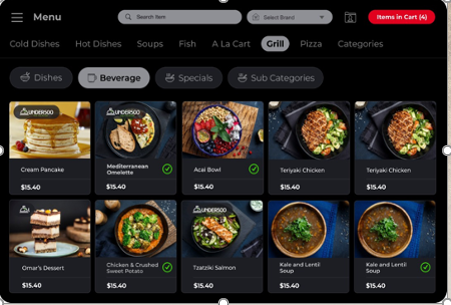 Menu
Search Item
Select Brand
Items in Cart (4)
Cold Dishes
Hot Dishes
Soups
Fish
A La Cart
Grill
Pizza
Categories
Dishes
Beverage
Specials
Sub Categories
UNDER500
UNDER500
Cream Pancake
Mediterranean
Omelette
Acai Bowl
Teriyaki Chicken
Teriyaki Chicken
$15.40
$15.40
$15.40
$15.40
$15.40
UNDER500
Omar's Dessert
Chicken & Crushed
Sweet Potato
Tzatziki Salmon
Kale and Lentil
Soup
Kale and Lentil
Soup
$15.40
$15.40
$15.40
$15.40
$15.40